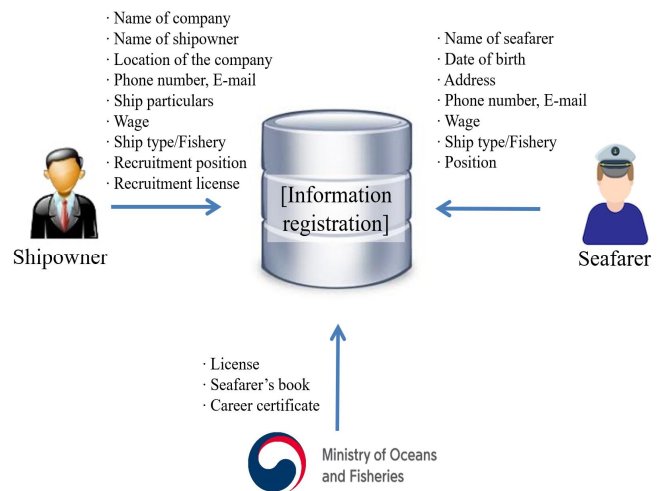 · Name of company
· Name of shipowner
· Location of the company
· Phone number, E-mail
· Ship particulars
· Wage
· Ship type/Fishery
· Recruitment position
· Recruitment license
Shipowner
· Name of seafarer
· Date of birth
· Address
· Phone number, E-mail
· Wage
· Ship type/Fishery
· Position
Seafarer
[Information
registration]
· License
· Seafarer’s book
· Career certificate
Ministry of Oceans
and Fisheries